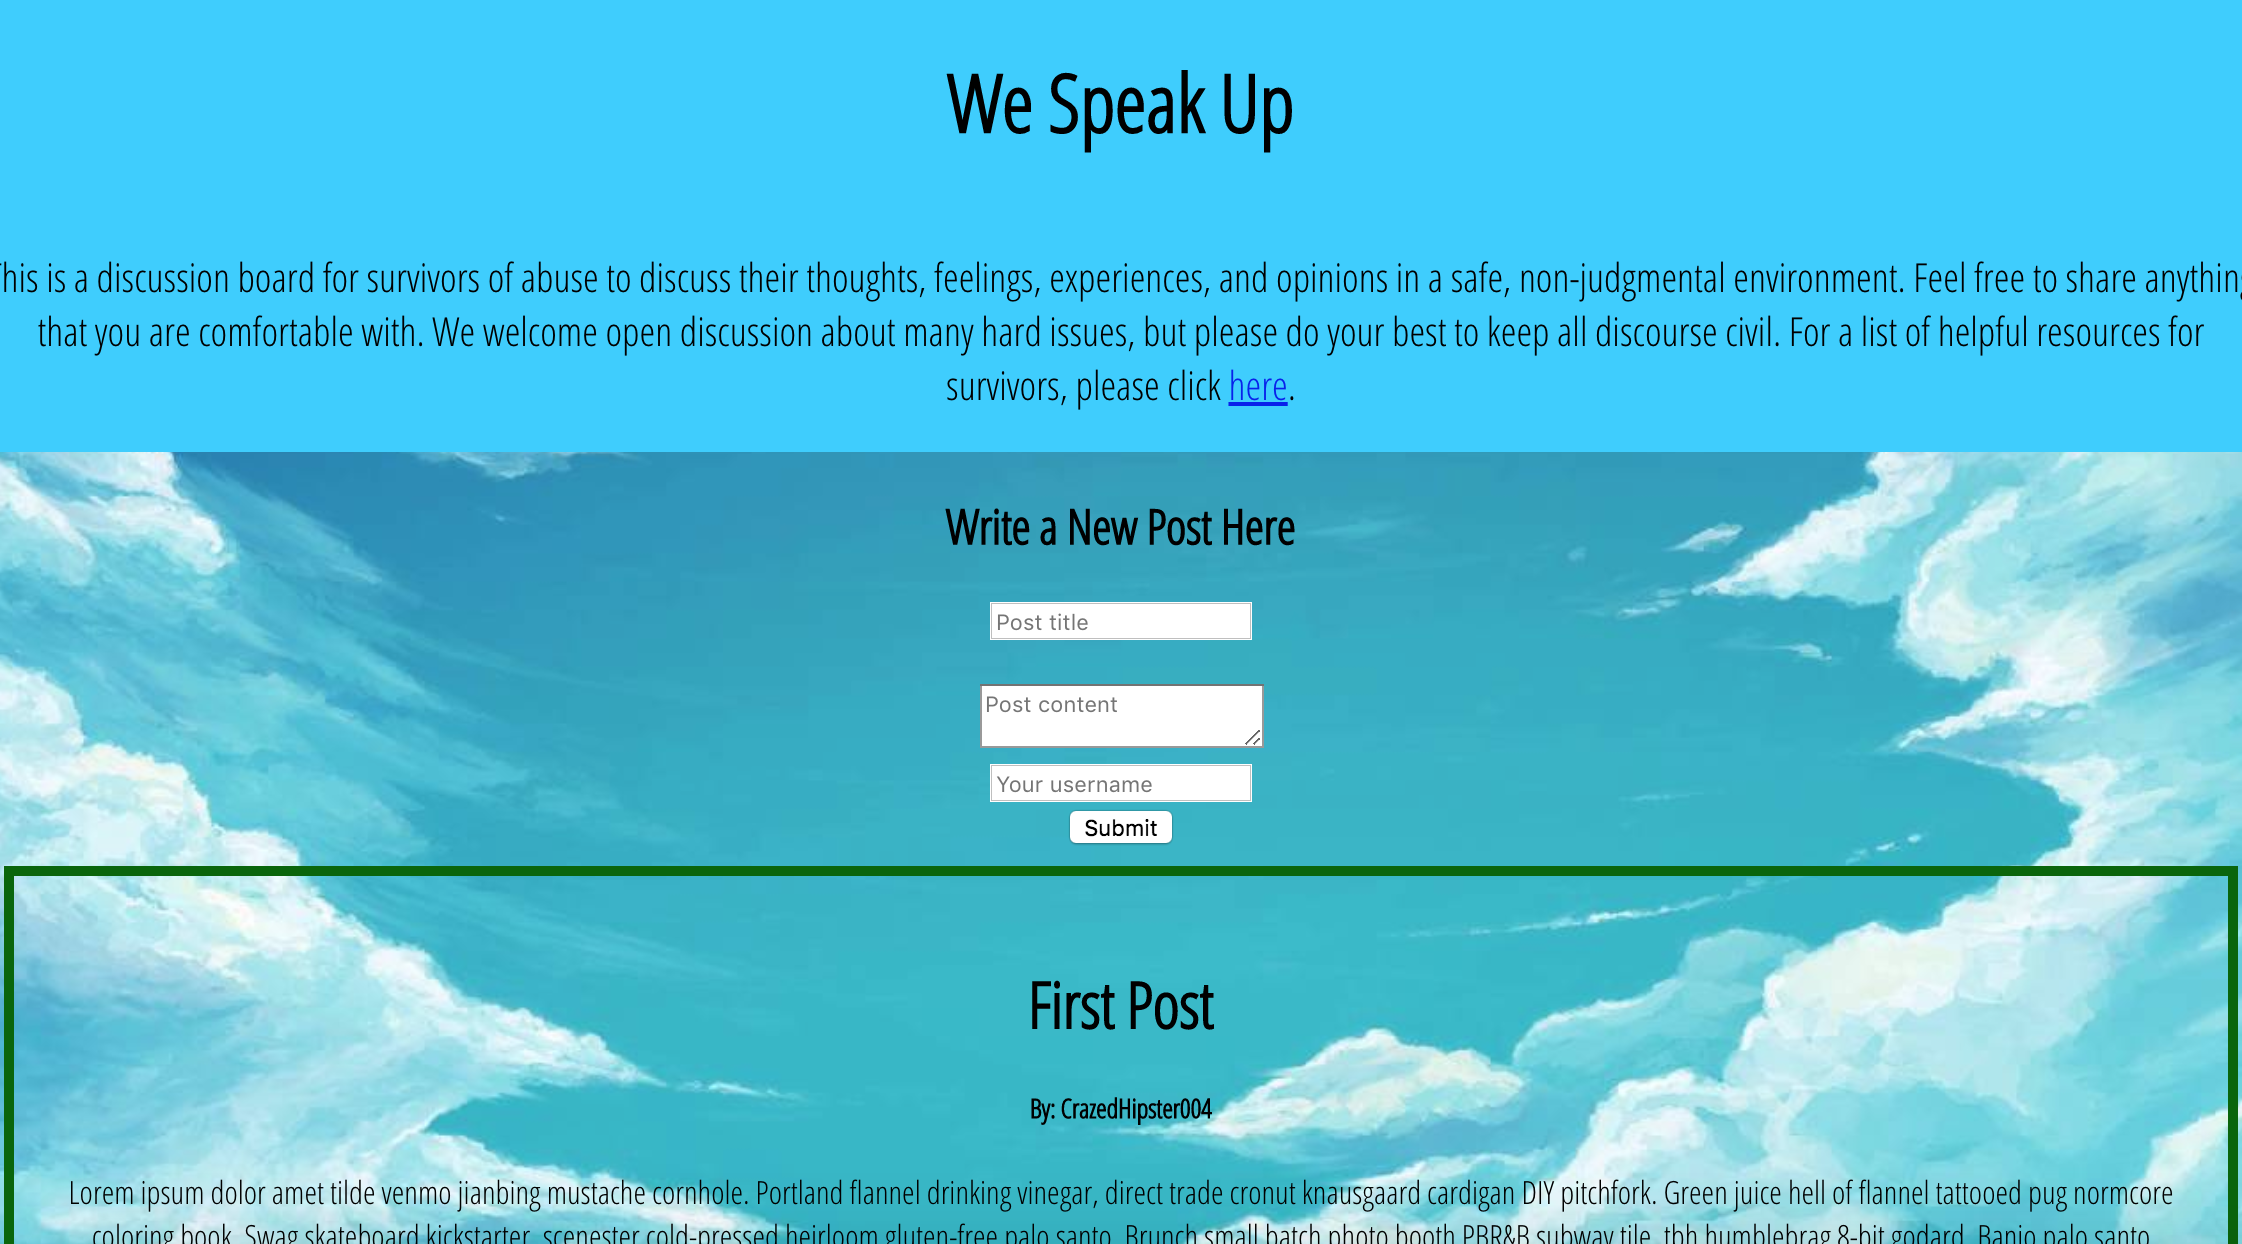 We Speak Up
his is a discussion board for survivors of abuse to discuss their thoughts, feelings, experiences, and opinions in a safe, non-judgmental environment. Feel free to share anything
that you are comfortable with. We welcome open discussion about many hard issues, but please do your best to keep all discourse civil. For a list of helpful resources for
survivors, please click here.
Write a New Post Here
Post title
Post content
Your username
Submit
First Post
By: CrazedHipster004
Lorem ipsum dolor amet tilde venmo jianbing mustache cornhole. Portland flannel drinking vinegar, direct trade cronut knausgaard cardigan DIY pitchfork. Green juice hell of flannel tattooed pug normcore
coloring book. Swag skateboard kickstarter, scenester cold-pressed heirloom gluten-free palo santo. Brunch small batch photo booth PBR&B subway tile, tbh humblebrag 8-bit godard. Banjo palo santo